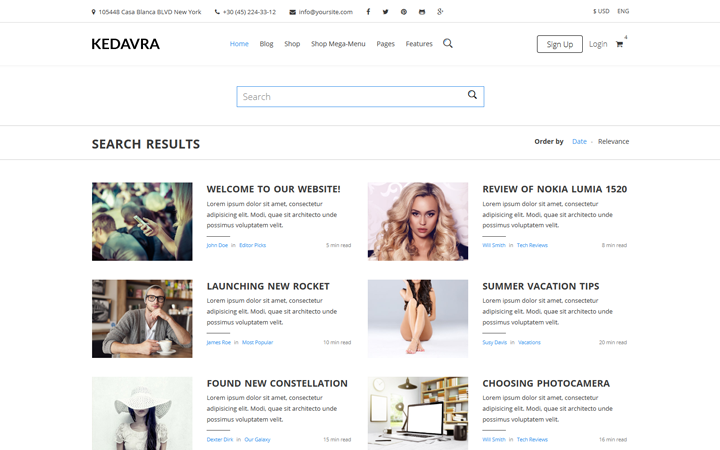 105448 Casa Blanca BLVD New York +30 (45) 224-33-12 info@yoursite.com $ USD ENG
KEDAVRA Home Blog Shop Shop Mega-Menu Pages Features Sign Up Login 4
Search
SEARCH RESULTS Order by Date - Relevance
WELCOME TO OUR WEBSITE!
Lorem ipsum dolor sit amet, consectetur
adipisicing elit. Modi, quae sit architecto unde
possimus voluptatem velit.
John Doe in Editor Picks 5 min read
REVIEW OF NOKIA LUMIA 1520
Lorem ipsum dolor sit amet, consectetur
adipisicing elit. Modi, quae sit architecto unde
possimus voluptatem velit.
Will Smith in Tech Reviews 8 min read
LAUNCHING NEW ROCKET
Lorem ipsum dolor sit amet, consectetur
adipisicing elit. Modi, quae sit architecto unde
possimus voluptatem velit.
James Roe in Most Popular 10 min read
SUMMER VACATION TIPS
Lorem ipsum dolor sit amet, consectetur
adipisicing elit. Modi, quae sit architecto unde
possimus voluptatem velit.
Susy Davis in Vacations 20 min read
FOUND NEW CONSTELLATION
Lorem ipsum dolor sit amet, consectetur
adipisicing elit. Modi, quae sit architecto unde
possimus voluptatem velit.
Dexter Dirk in Our Galaxy 15 min read
CHOOSING PHOTOCAMERA
Lorem ipsum dolor sit amet, consectetur
adipisicing elit. Modi, quae sit architecto unde
possimus voluptatem velit.
Will Smith in Tech Reviews 16 min read